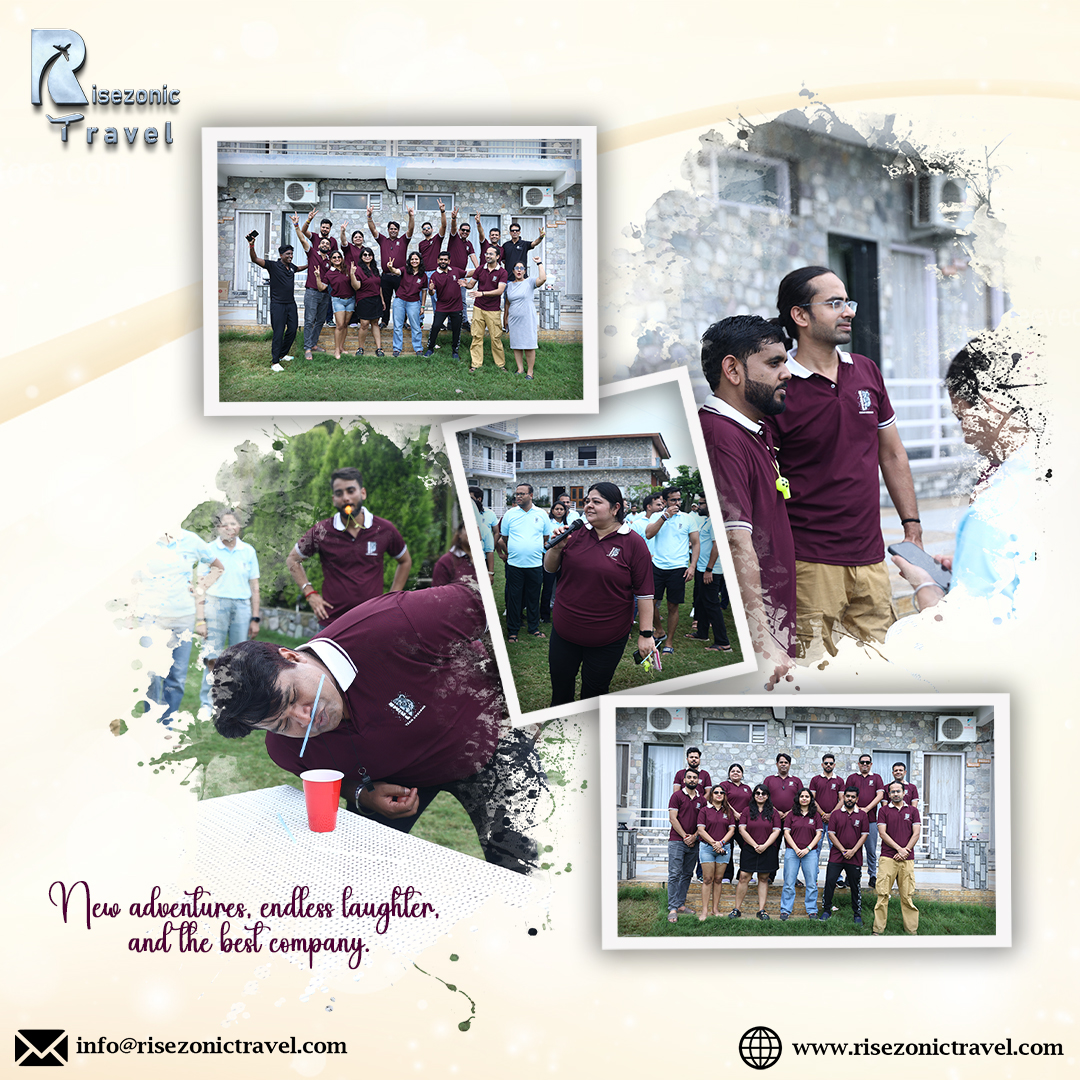 Risezonic
Travel
New adventures, endless laughter,
and the best company.
info@risezonictravel.com
www.risezonictravel.com